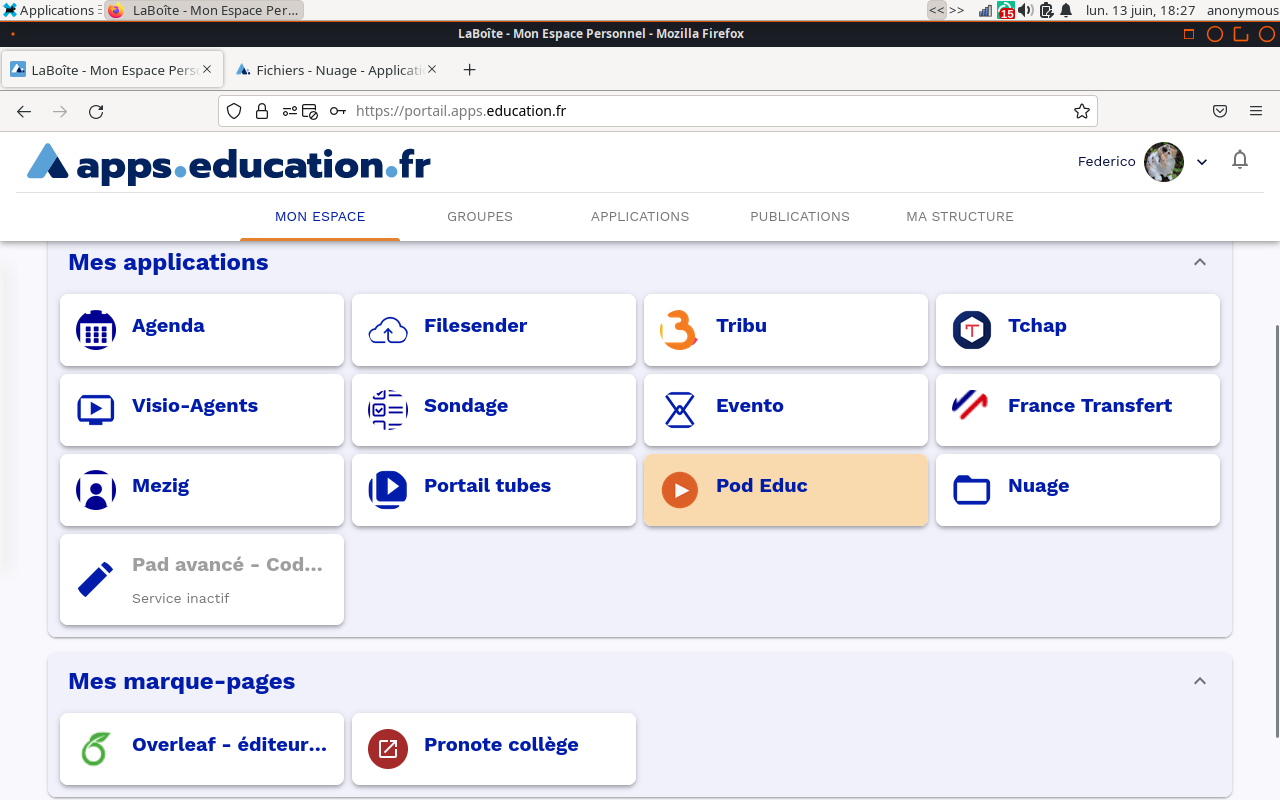 Applications
LaBoîte - Mon Espace Per...
<< >>
15
lun. 13 juin, 18:27
anonymous
LaBoîte - Mon Espace Personnel - Mozilla Firefox
LaBoîte - Mon Espace Pers
Fichiers - Nuage - Applicati
https://portail.apps.education.fr
apps.education.fr
Federico
MON ESPACE
GROUPES
APPLICATIONS
PUBLICATIONS
MA STRUCTURE
Mes applications
Agenda
Filesender
Tribu
Tchap
Visio-Agents
Sondage
Evento
France Transfert
Mezig
Portail tubes
Pod Educ
Nuage
Pad avancé - Cod...
Service inactif
Mes marque-pages
Overleaf - éditeur...
Pronote collège